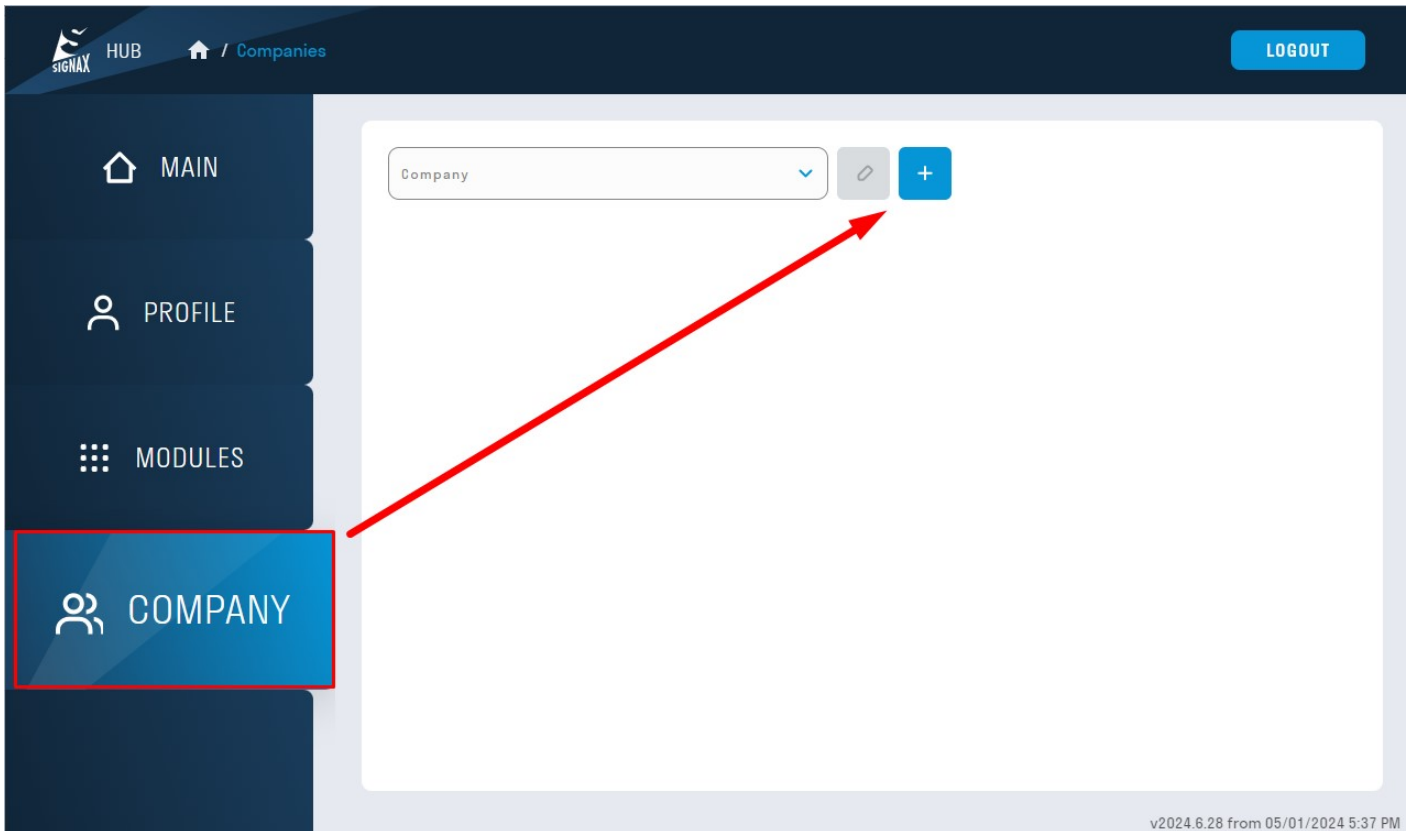 SIGNAX HUB / Companies
LOGOUT
MAIN
PROFILE
MODULES
COMPANY
Company
v2024.6.28 from 05/01/2024 5:37 PM